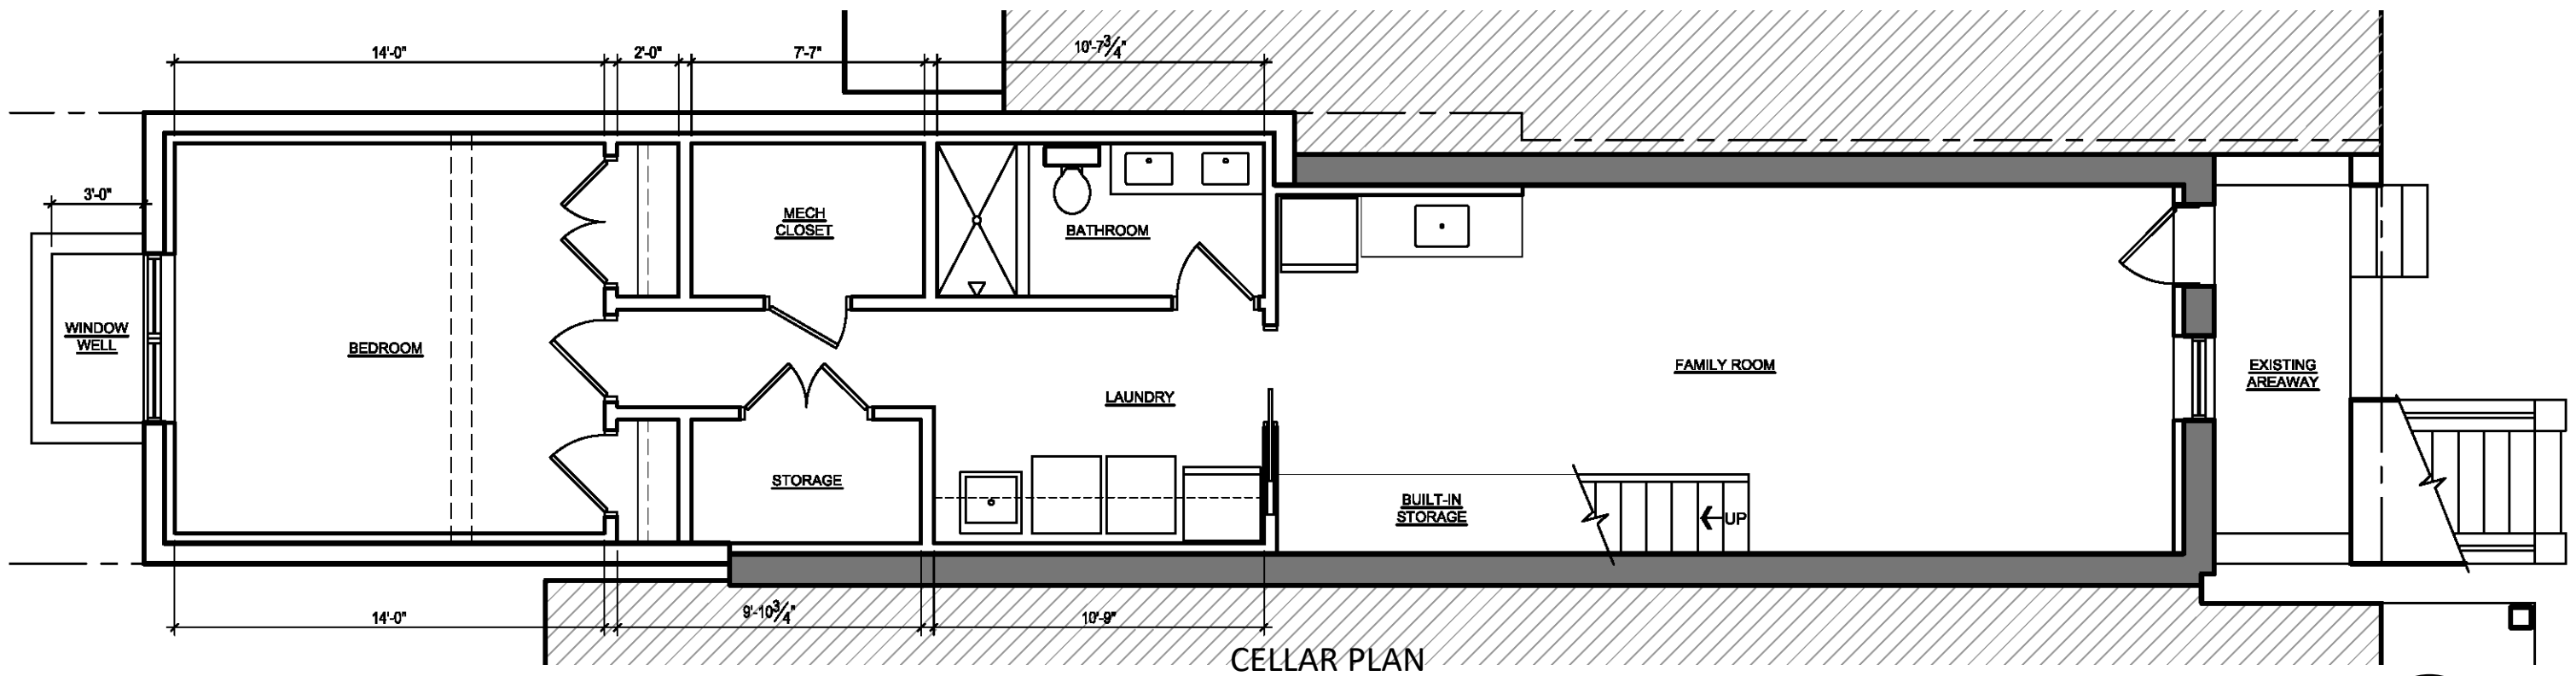 14'-0"
2'-0"
7'-7"
10'-7 3/4"
3'-0"
MECH
CLOSET
BATHROOM
WINDOW
WELL
BEDROOM
FAMILY ROOM
EXISTING
AREAWAY
LAUNDRY
STORAGE
BUILT-IN
STORAGE
UP
14'-0"
9'-10 3/4"
10'-9"
CELLAR PLAN